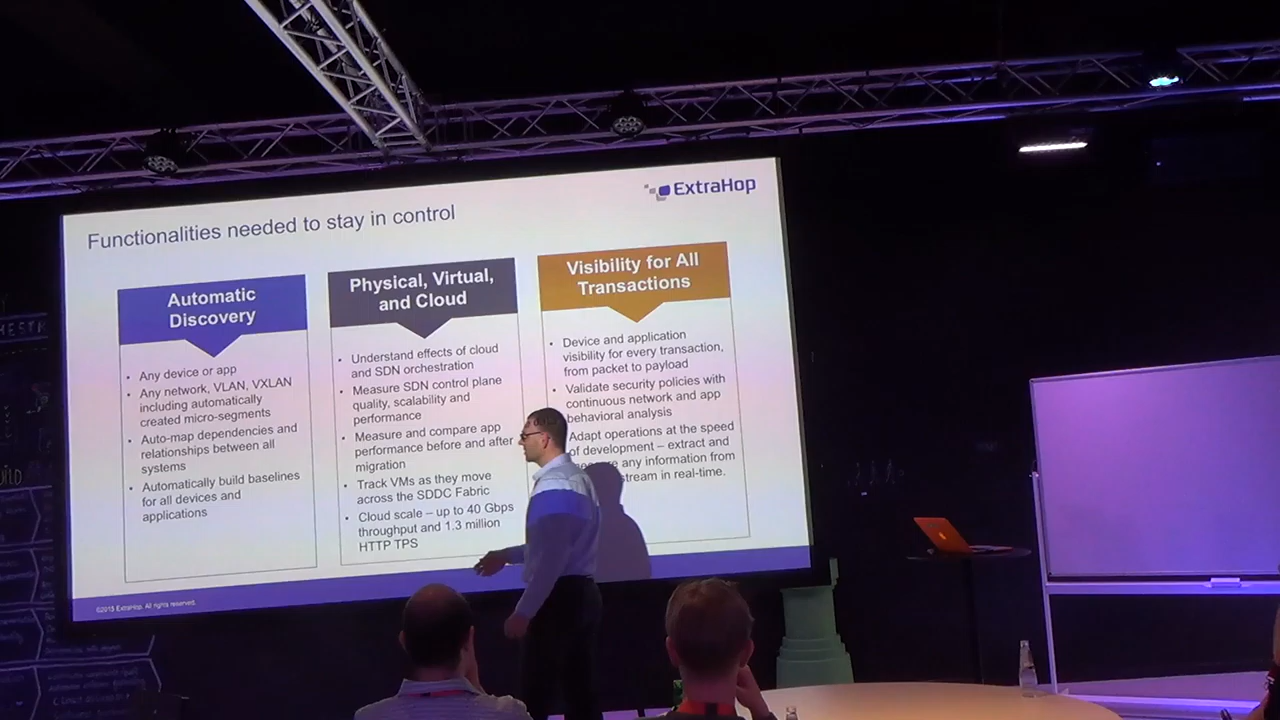 ExtraHop
Functionalities needed to stay in control
Automatic
Discovery
• Any device or app
• Any network, VLAN, VXLAN
including automatically
created micro-segments
• Auto-map dependencies and
relationships between all
systems
• Automatically build baselines
for all devices and
applications
Physical, Virtual,
and Cloud
• Understand effects of cloud
and SDN orchestration
• Measure SDN control plane
quality, scalability and
performance
• Measure and compare app
performance before and after
migration
• Track VMs as they move
across the SDDC Fabric
• Cloud scale – up to 40 Gbps
throughput and 1.3 million
HTTP TPS
Visibility for All
Transactions
• Device and application
visibility for every transaction,
from packet to payload
• Validate security policies with
continuous network and app
behavioral analysis
Adapt operations at the speed
of development – extract and
any information from
stream in real-time.
©2015 ExtraHop. All rights reserved.